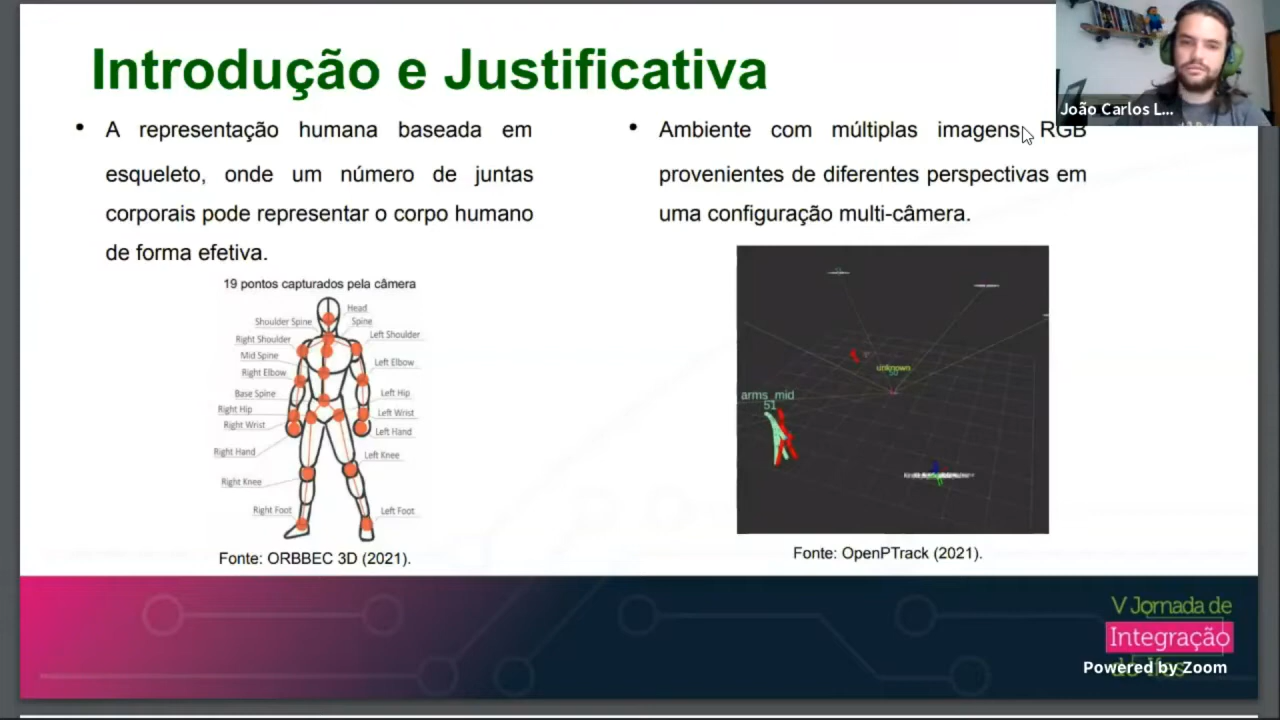 Introdução e Justificativa
João Carlos L...
• A representação humana baseada em
esqueleto, onde um número de juntas
corporais pode representar o corpo humano
de forma efetiva.
19 pontos capturados pela câmera
Head
Shoulder Spine
Spine
Right Shoulder
Left Shoulder
Mid Spine
Left Elbow
Right Elbow
Base Spine
Left Hip
Right Hip
Left Wrist
Right Wrist
Left Hand
Right Hand
Left Knee
Right Knee
Right Foot
Left Foot
Fonte: ORBBEC 3D (2021).
• Ambiente com múltiplas imagens RGB
provenientes de diferentes perspectivas em
uma configuração multi-câmera.
unknown
arms_mid
51
Fonte: OpenPTrack (2021).
V Jornada de
Integração
Powered by Zoom